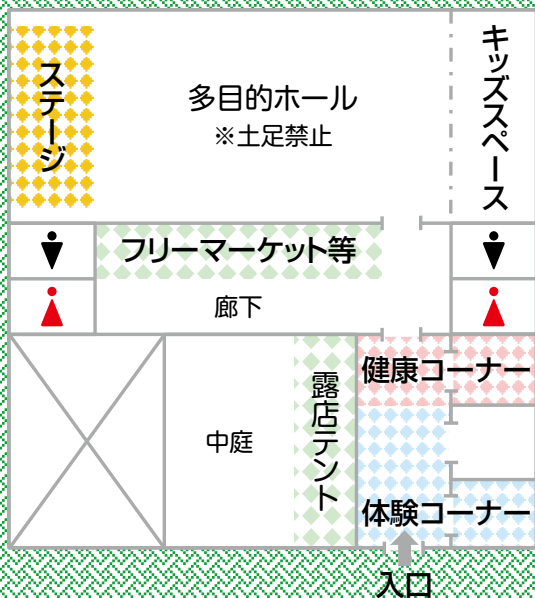 ステージ
多目的ホール
※土足禁止
キッズスペース
フリーマーケット等
廊下
健康コーナー
露店テント
中庭
体験コーナー
入口